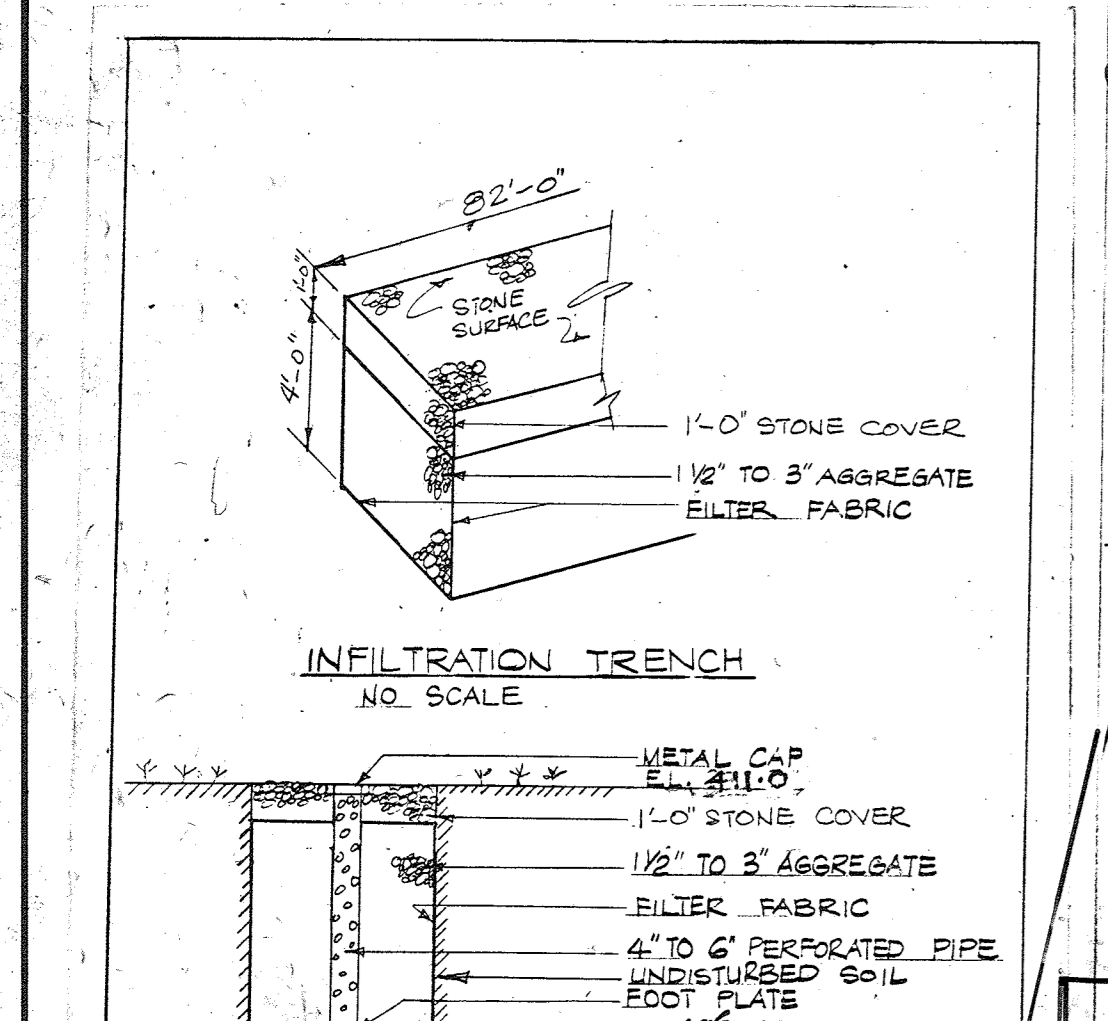 82'-0"
1'-0"
4'-0"
STONE
SURFACE
1'-0" STONE COVER
1 1/2" TO 3" AGGREGATE
FILTER FABRIC
INFILTRATION TRENCH
NO SCALE
METAL CAP
EL. 411.0
1'-0" STONE COVER
1 1/2" TO 3" AGGREGATE
FILTER FABRIC
4" TO 6" PERFORATED PIPE
UNDISTURBED SOIL
FOOT PLATE